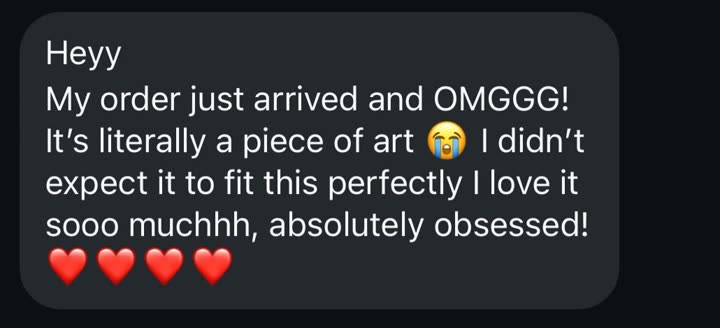 Heyy
My order just arrived and OMGGG!
It’s literally a piece of art 😭 I didn’t
expect it to fit this perfectly I love it
sooo muchhh, absolutely obsessed!
❤️❤️❤️❤️